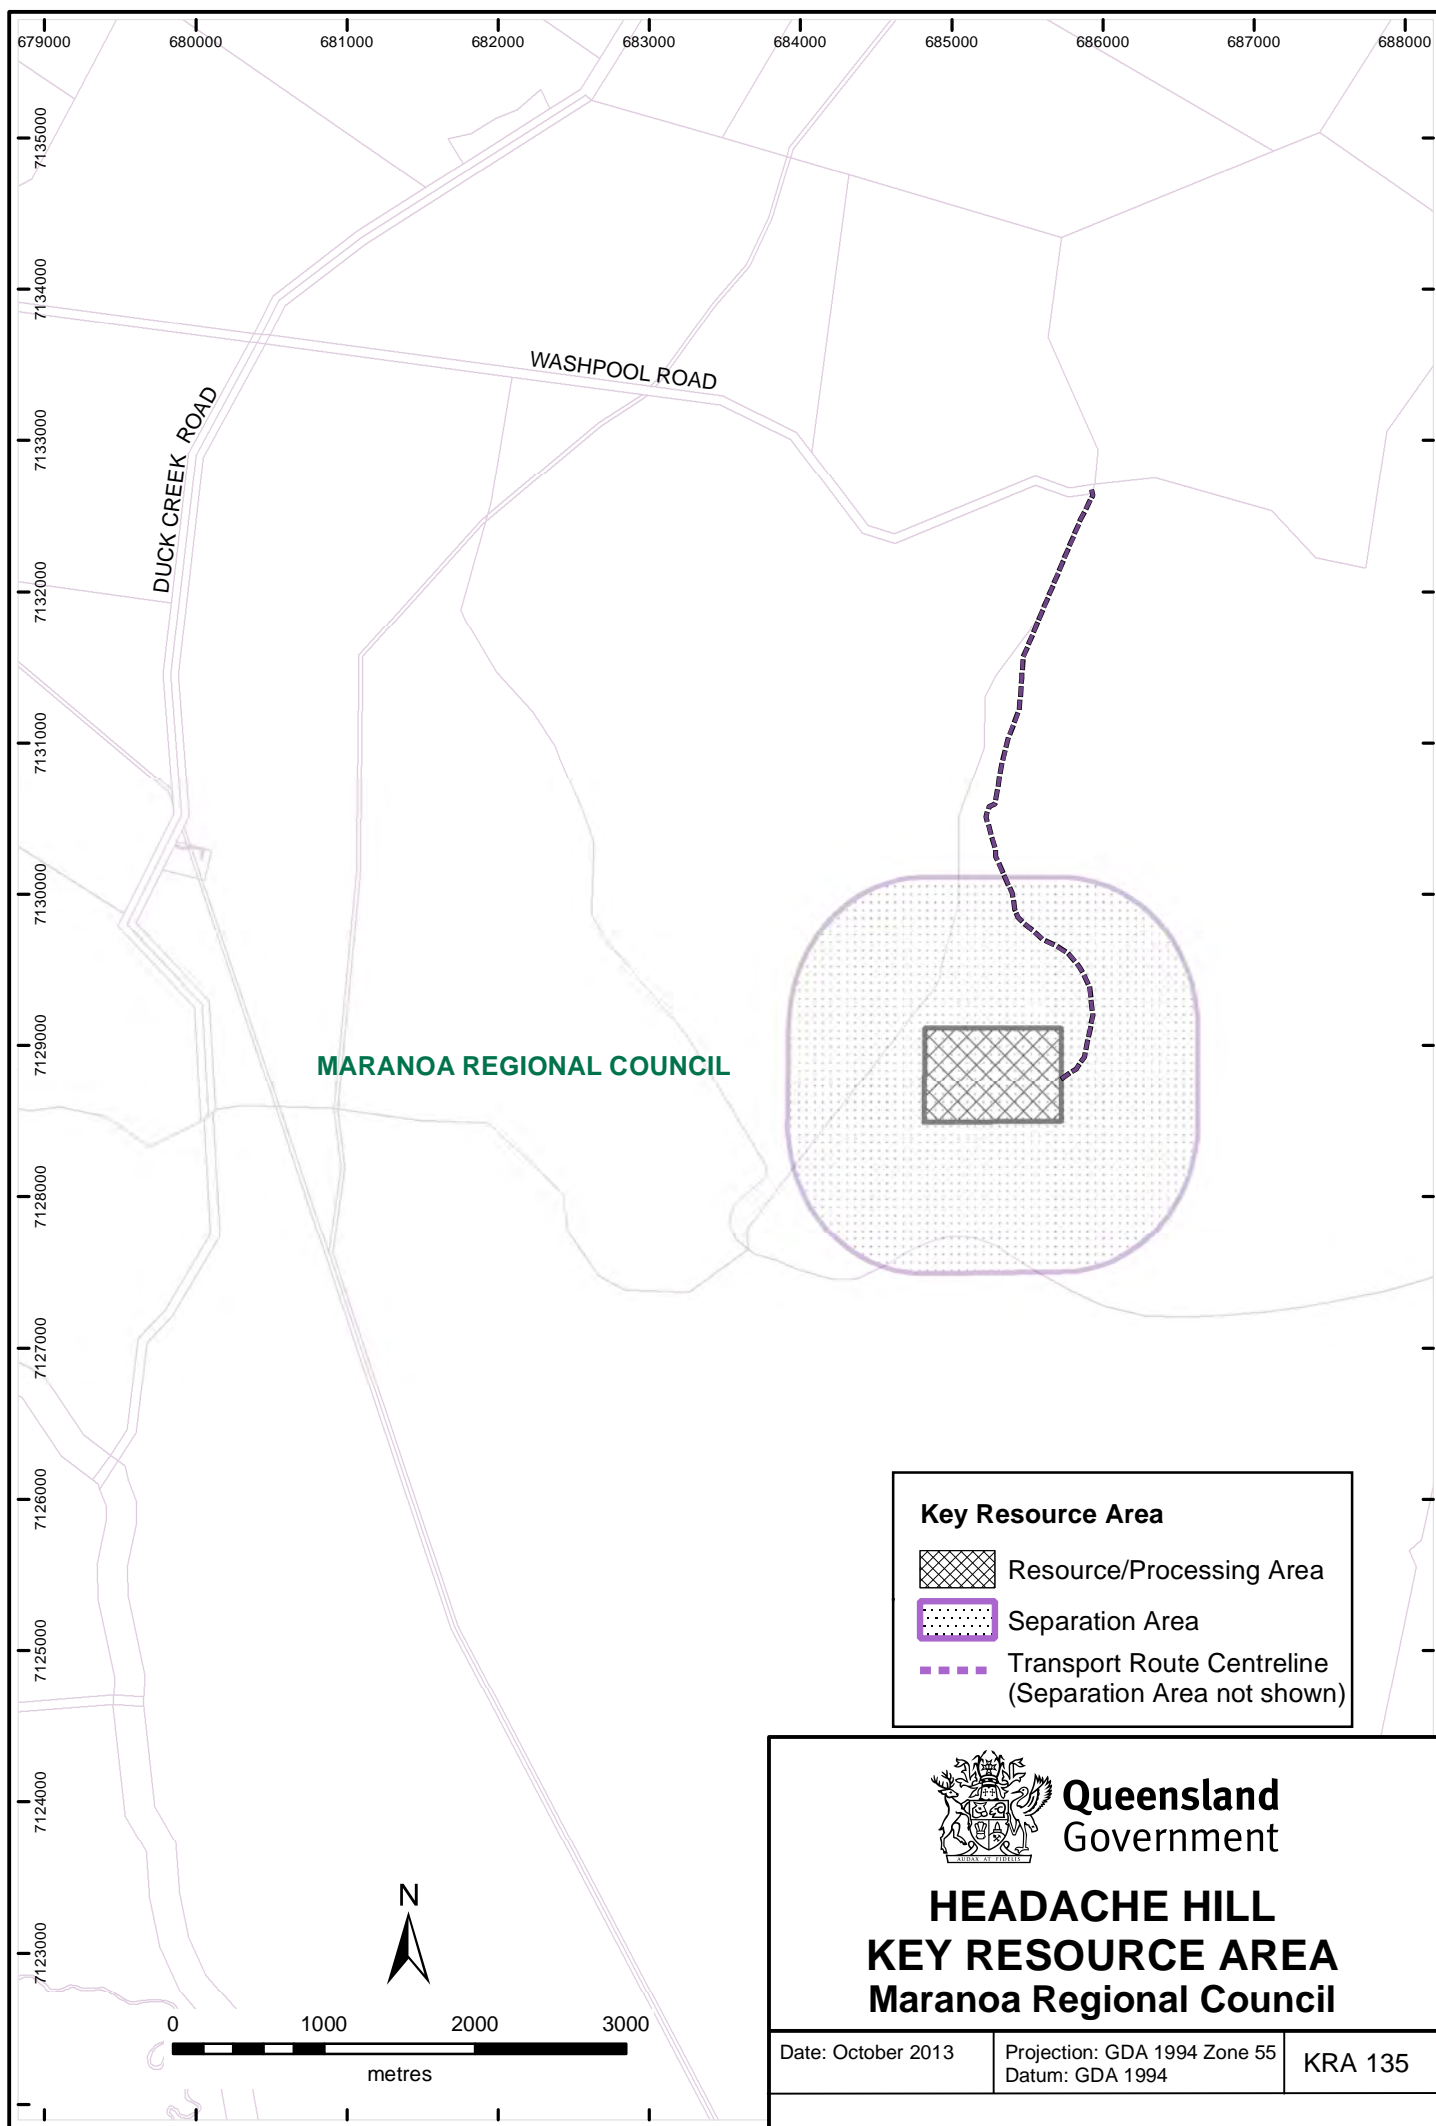 679000 680000 681000 682000 683000 684000 685000 686000 687000 688000
7135000
7134000
7133000
7132000
7131000
7130000
7129000
7128000
7127000
7126000
7125000
7124000
7123000
WASHPOOL ROAD
DUCK CREEK ROAD
MARANOA REGIONAL COUNCIL
Key Resource Area
Resource/Processing Area
Separation Area
Transport Route Centreline
(Separation Area not shown)
N
0 1000 2000 3000
metres
AUDAX AT FIDELIS
Queensland
Government
HEADACHE HILL
KEY RESOURCE AREA
Maranoa Regional Council
Date: October 2013
Projection: GDA 1994 Zone 55
Datum: GDA 1994
KRA 135